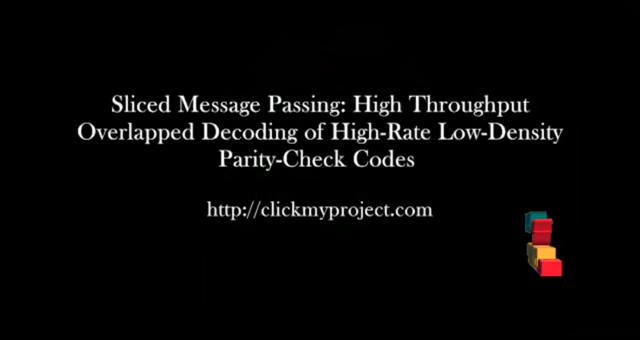 Sliced Message Passing: High Throughput
Overlapped Decoding of High-Rate Low-Density
Parity-Check Codes
http://clickmyproject.com